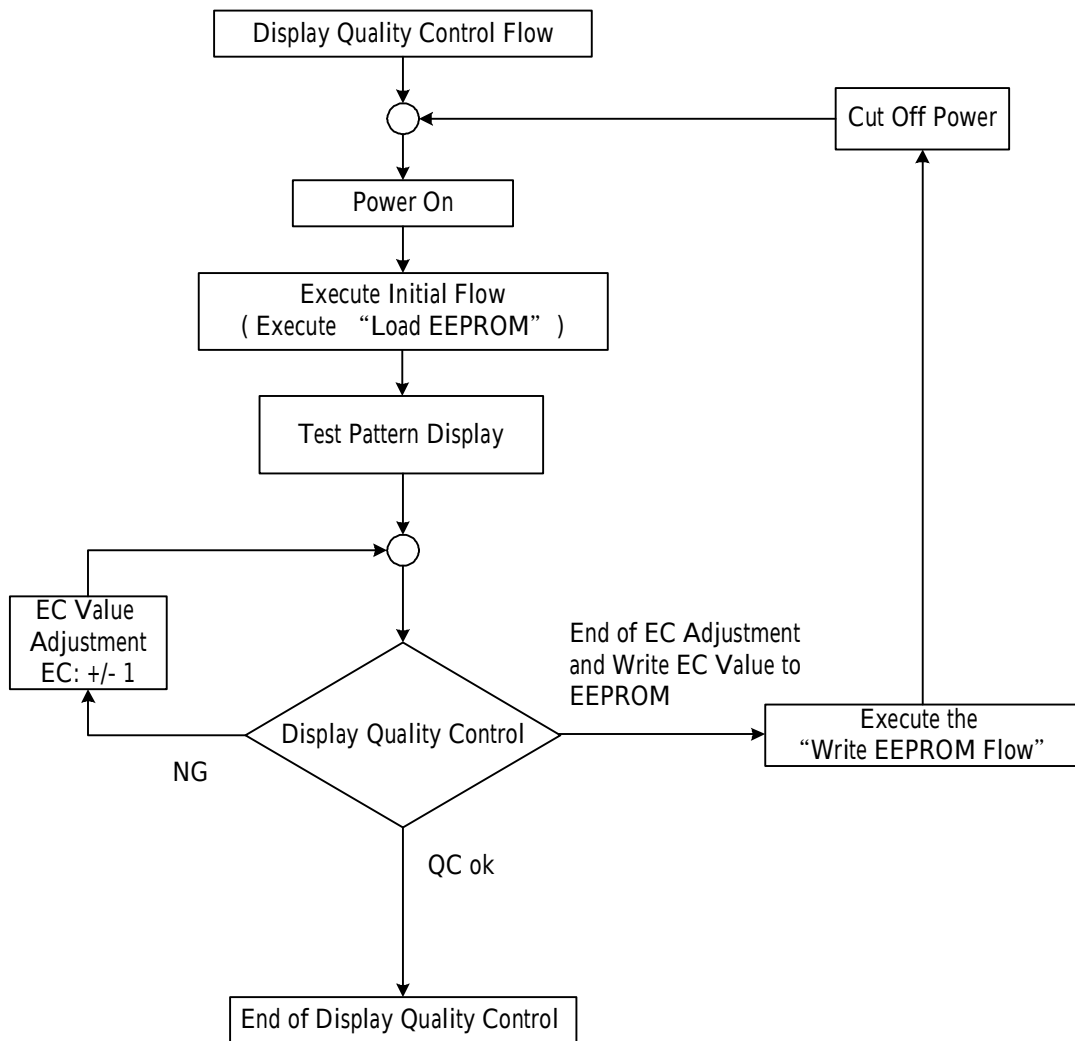 Display Quality Control Flow
Cut Off Power
Power On
Execute Initial Flow
( Execute “Load EEPROM” )
Test Pattern Display
EC Value
Adjustment
EC: +/- 1
End of EC Adjustment
and Write EC Value to
EEPROM
Display Quality Control
Execute the
“Write EEPROM Flow”
NG
QC ok
End of Display Quality Control